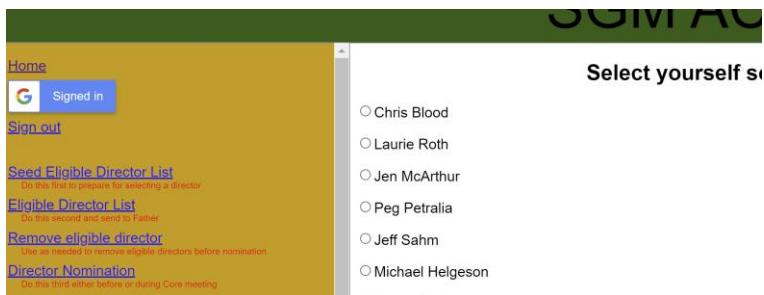 SGM AC
Home
Signed in
Sign out
Seed Eligible Director List
Do this first to prepare for selecting a director
Eligible Director List
Do this second and send to Father
Remove eligible director
Use as needed to remove eligible directors before nomination
Director Nomination
Do this third either before or during Core meeting
Select yourself s
Chris Blood
Laurie Roth
Jen McArthur
Peg Petralia
Jeff Sahm
Michael Helgeson